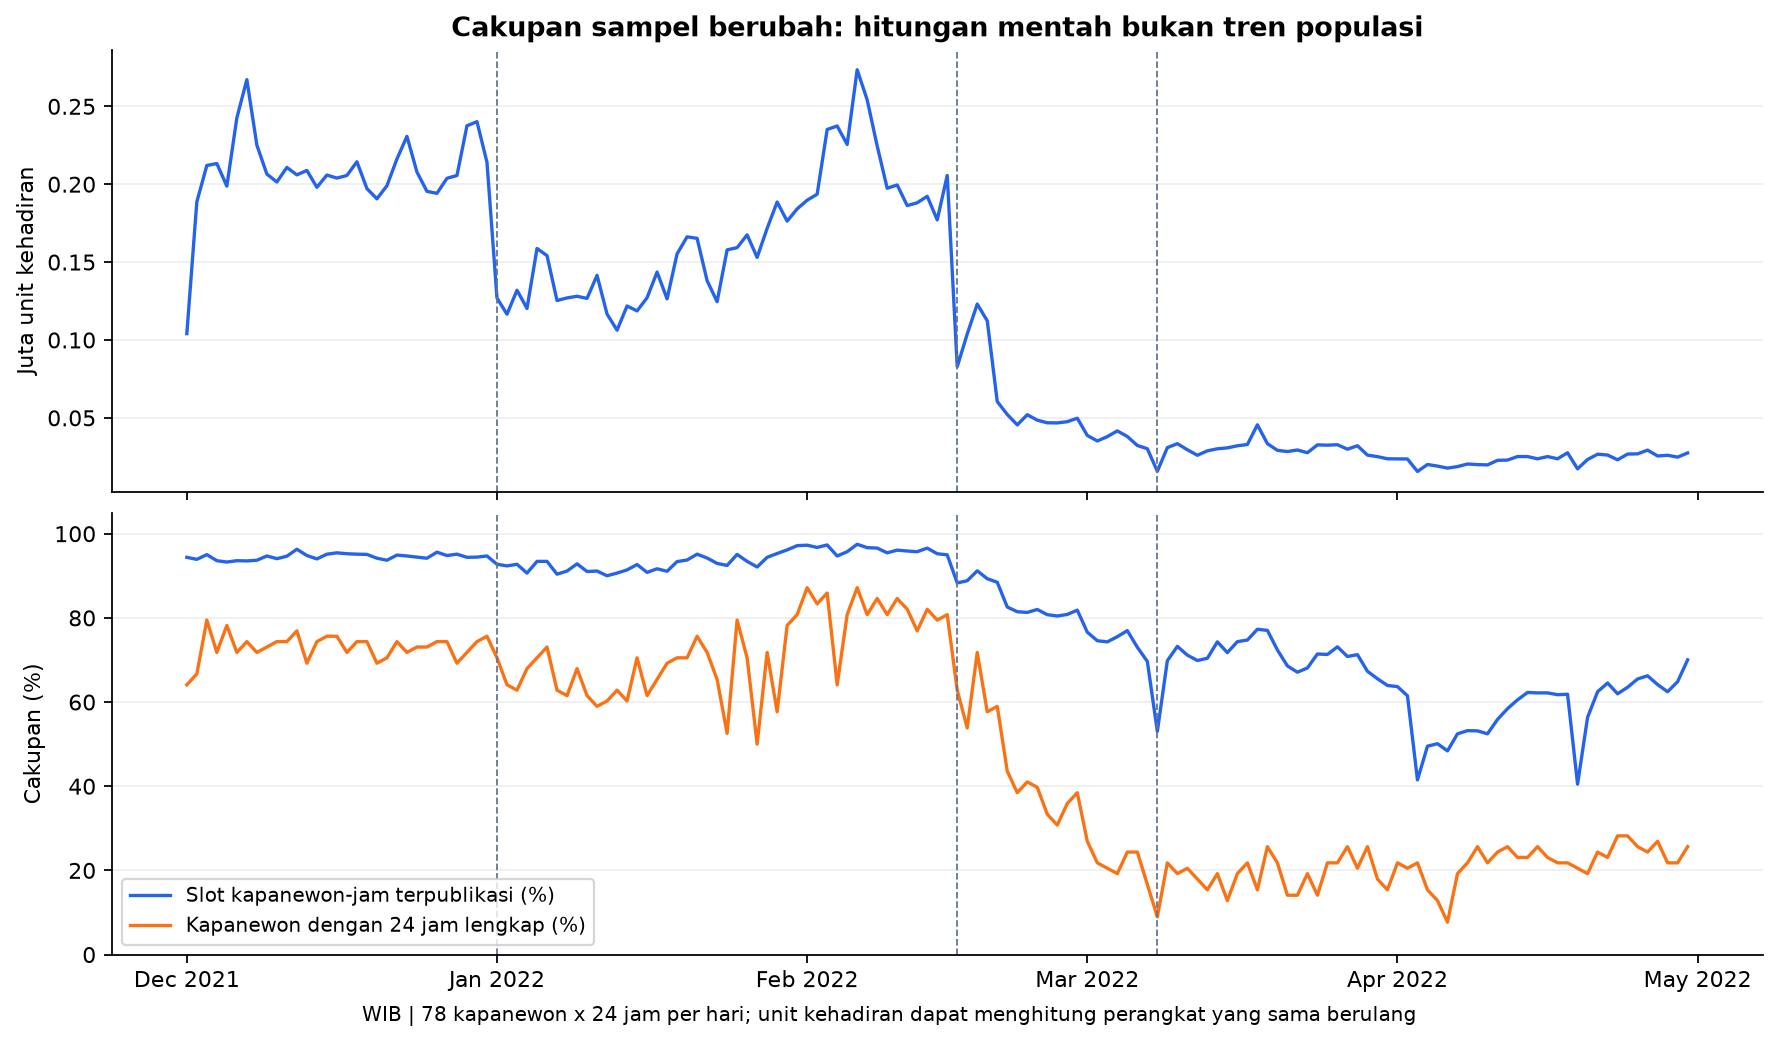 Cakupan sampel berubah: hitungan mentah bukan tren populasi
Juta unit kehadiran
0.25
0.20
0.15
0.10
0.05
Cakupan (%)
100
80
60
40
20
0
Slot kapanewon-jam terpublikasi (%)
Kapanewon dengan 24 jam lengkap (%)
Dec 2021
Jan 2022
Feb 2022
Mar 2022
Apr 2022
May 2022
WIB | 78 kapanewon x 24 jam per hari; unit kehadiran dapat menghitung perangkat yang sama berulang